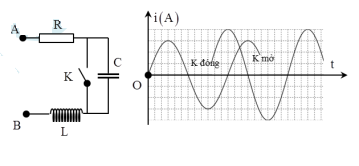 A R
K C
B L
i(A)
K đóng K mở
O t